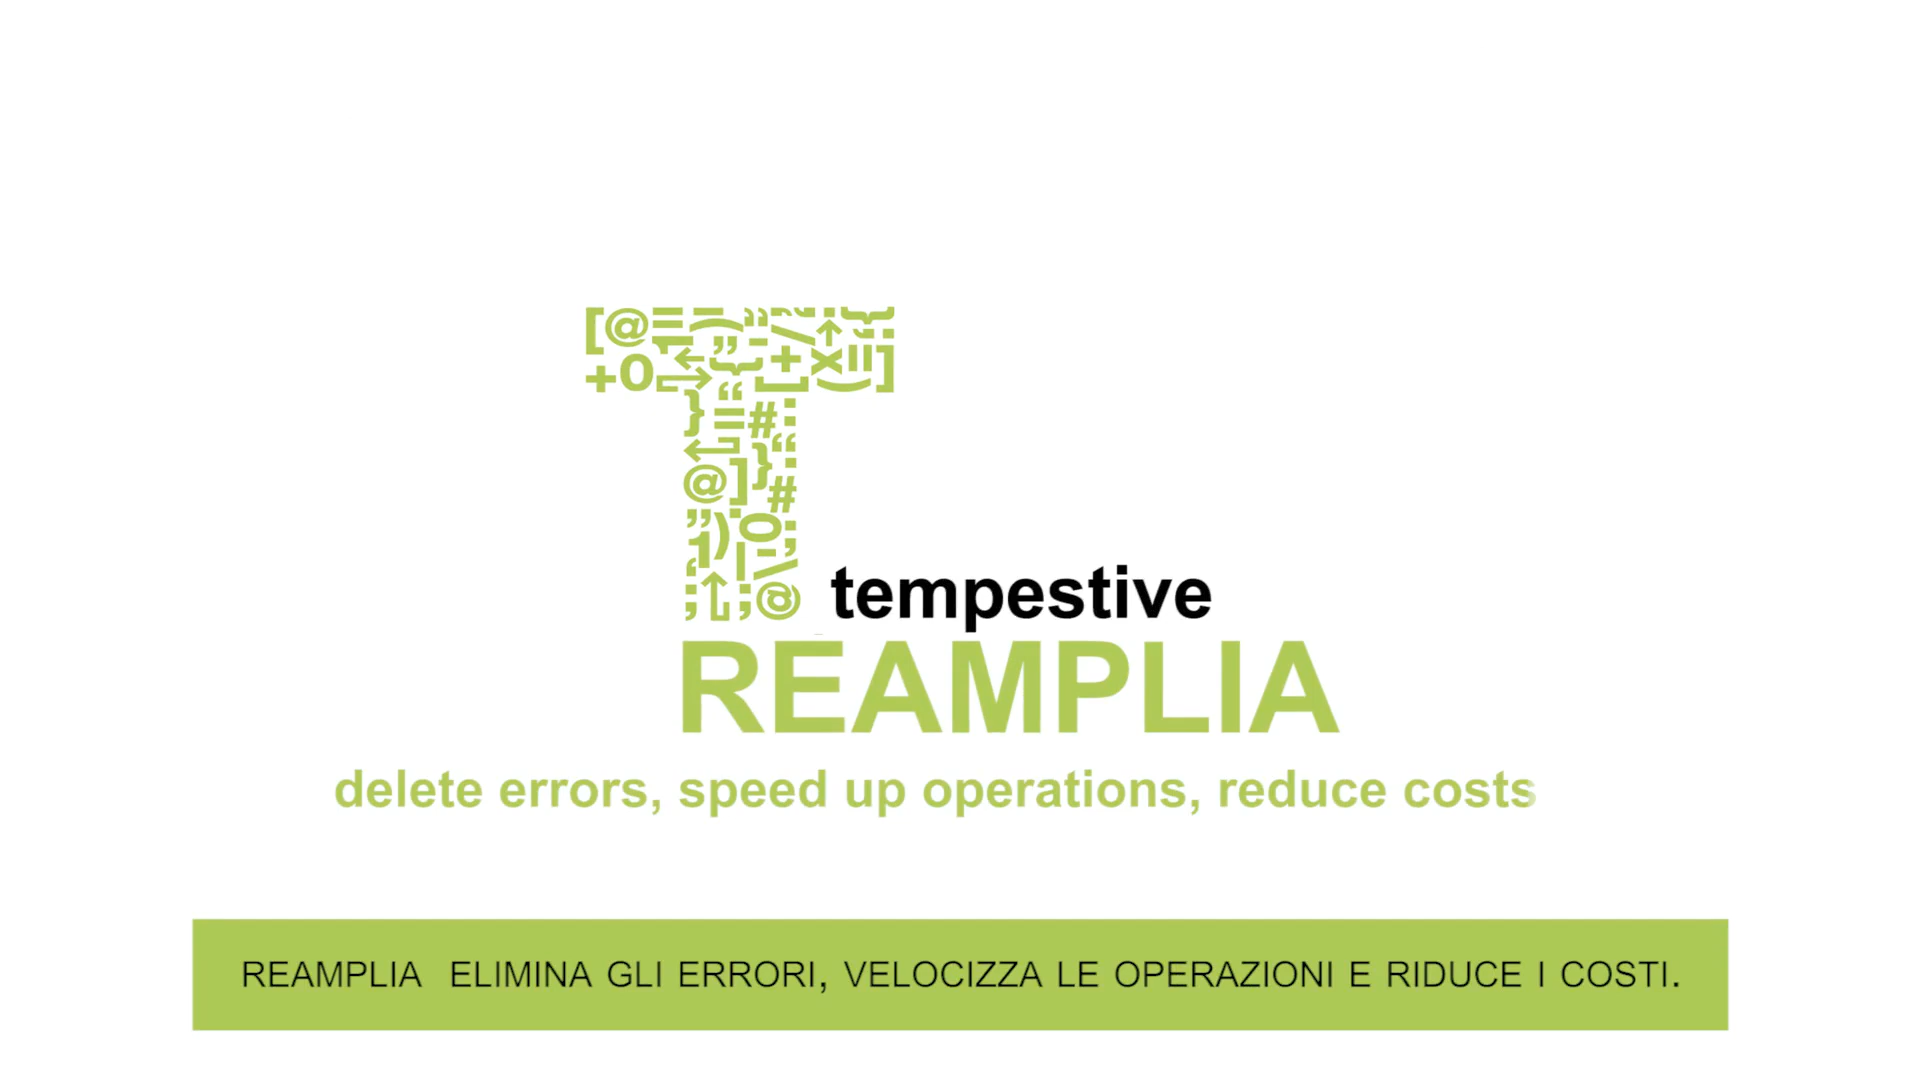 tempestive
REAMPLIA
delete errors, speed up operations, reduce costs
REAMPLIA ELIMINA GLI ERRORI, VELOCIZZA LE OPERAZIONI E RIDUCE I COSTI.